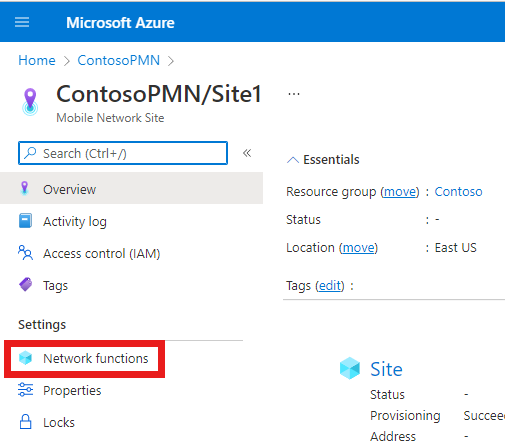 Microsoft Azure
Home > ContosoPMN >
ContosoPMN/Site1 ...
Mobile Network Site
Search (Ctrl+/) «
Overview
Activity log
Access control (IAM)
Tags
Settings
Network functions
Properties
Locks
Essentials
Resource group (move) : Contoso
Status : -
Location (move) : East US
Tags (edit) :
Site
Status -
Provisioning Succee
Address -